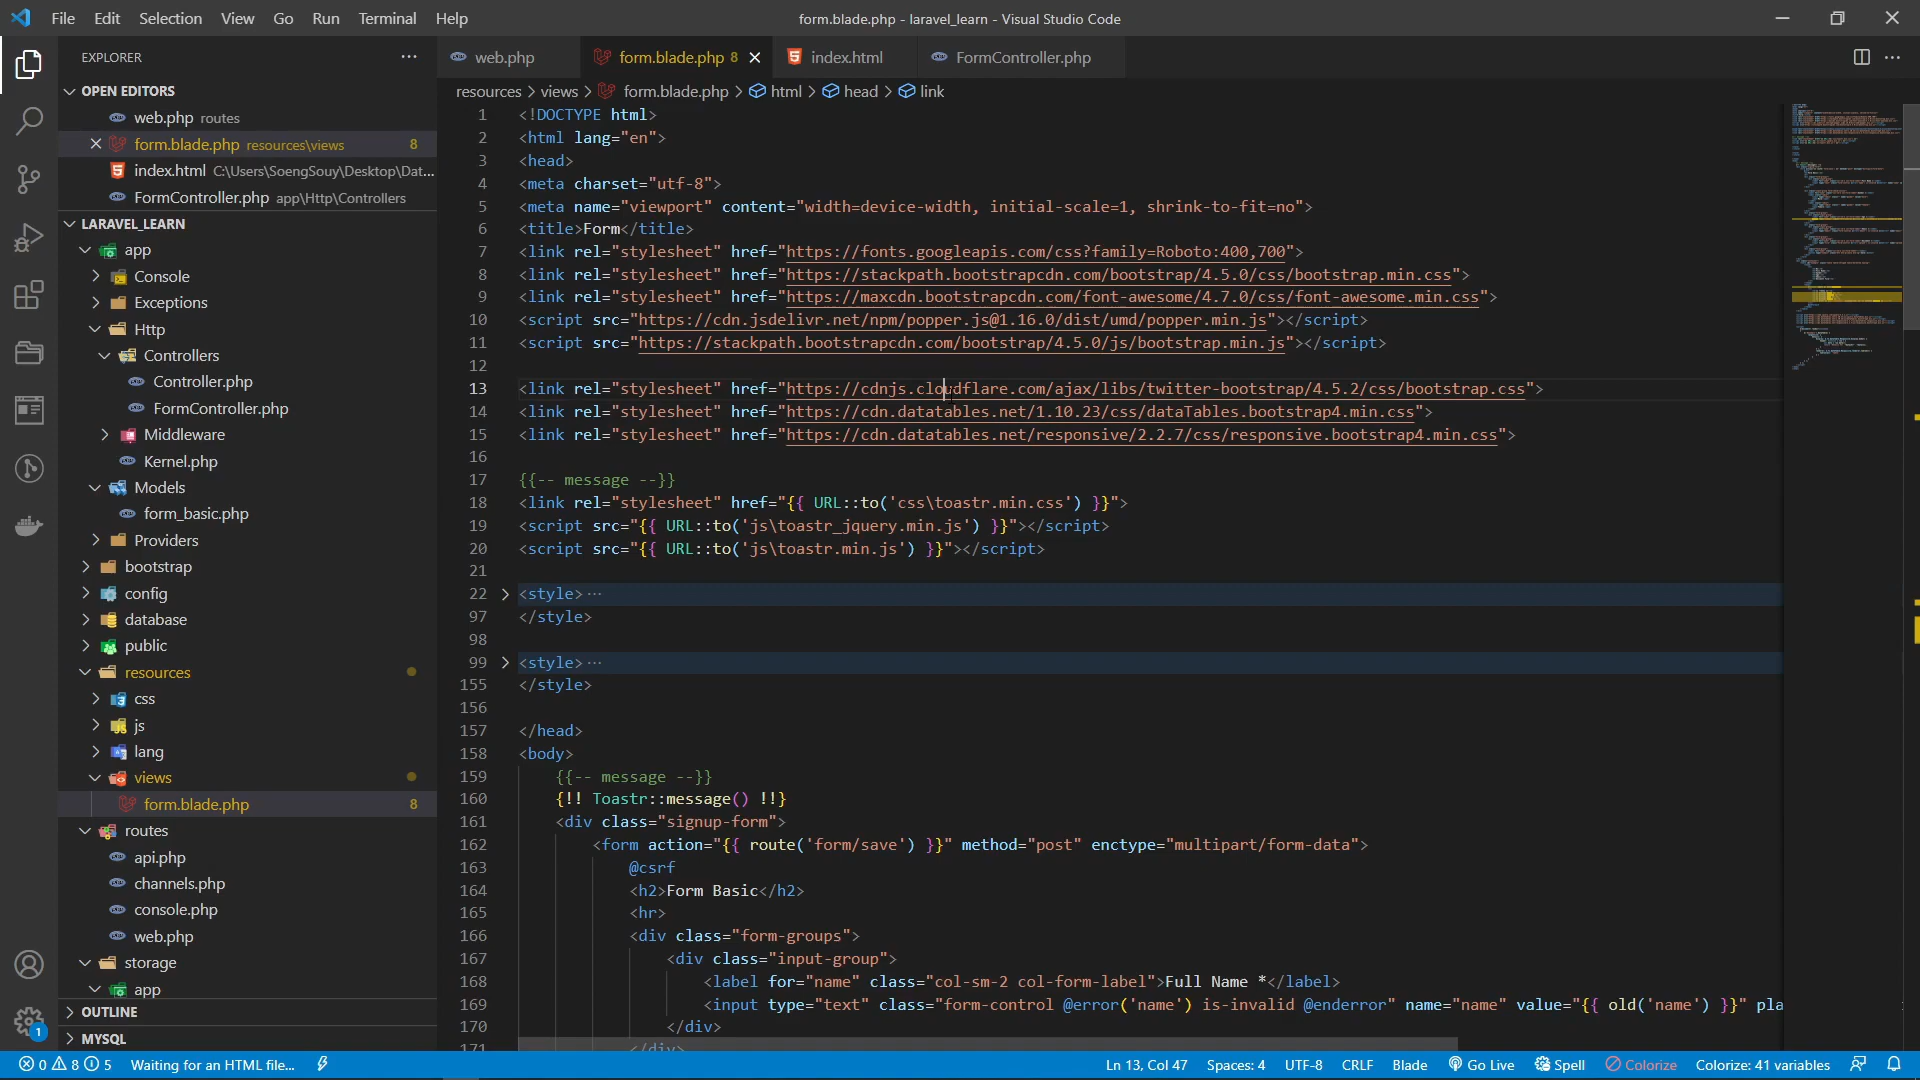 File Edit Selection View Go Run Terminal Help
form.blade.php - laravel_learn - Visual Studio Code
EXPLORER
OPEN EDITORS
web.php routes
form.blade.php resources\views 8
index.html C:\Users\SoengSouy\Desktop\Dat...
FormController.php app\Http\Controllers
LARAVEL_LEARN
app
Console
Exceptions
Http
Controllers
Controller.php
FormController.php
Middleware
Kernel.php
Models
form_basic.php
Providers
bootstrap
config
database
public
resources
css
js
lang
views
form.blade.php 8
routes
api.php
channels.php
console.php
web.php
storage
app
OUTLINE
MYSQL
web.php form.blade.php 8 index.html FormController.php
resources > views > form.blade.php > html > head > link
1 <!DOCTYPE html>
2 <html lang="en">
3 <head>
4 <meta charset="utf-8">
5 <meta name="viewport" content="width=device-width, initial-scale=1, shrink-to-fit=no">
6 <title>Form</title>
7 <link rel="stylesheet" href="https://fonts.googleapis.com/css?family=Roboto:400,700">
8 <link rel="stylesheet" href="https://stackpath.bootstrapcdn.com/bootstrap/4.5.0/css/bootstrap.min.css">
9 <link rel="stylesheet" href="https://maxcdn.bootstrapcdn.com/font-awesome/4.7.0/css/font-awesome.min.css">
10 <script src="https://cdn.jsdelivr.net/npm/popper.js@1.16.0/dist/umd/popper.min.js"></script>
11 <script src="https://stackpath.bootstrapcdn.com/bootstrap/4.5.0/js/bootstrap.min.js"></script>
12
13 <link rel="stylesheet" href="https://cdnjs.cloudflare.com/ajax/libs/twitter-bootstrap/4.5.2/css/bootstrap.css">
14 <link rel="stylesheet" href="https://cdn.datatables.net/1.10.23/css/dataTables.bootstrap4.min.css">
15 <link rel="stylesheet" href="https://cdn.datatables.net/responsive/2.2.7/css/responsive.bootstrap4.min.css">
16
17 {{-- message --}}
18 <link rel="stylesheet" href="{{ URL::to('css\toastr.min.css') }}">
19 <script src="{{ URL::to('js\toastr_jquery.min.js') }}"></script>
20 <script src="{{ URL::to('js\toastr.min.js') }}"></script>
21
22 <style> ...
97 </style>
98
99 <style> ...
155 </style>
156
157 </head>
158 <body>
159 {{-- message --}}
160 {!! Toastr::message() !!}
161 <div class="signup-form">
162 <form action="{{ route('form/save') }}" method="post" enctype="multipart/form-data">
163 @csrf
164 <h2>Form Basic</h2>
165 <hr>
166 <div class="form-groups">
167 <div class="input-group">
168 <label for="name" class="col-sm-2 col-form-label">Full Name *</label>
169 <input type="text" class="form-control @error('name') is-invalid @enderror" name="name" value="{{ old('name') }}" pla
170 </div>
171 </div>
1
0 8 5 Waiting for an HTML file...
Ln 13, Col 47 Spaces: 4 UTF-8 CRLF Blade Go Live Spell Colorize Colorize: 41 variables